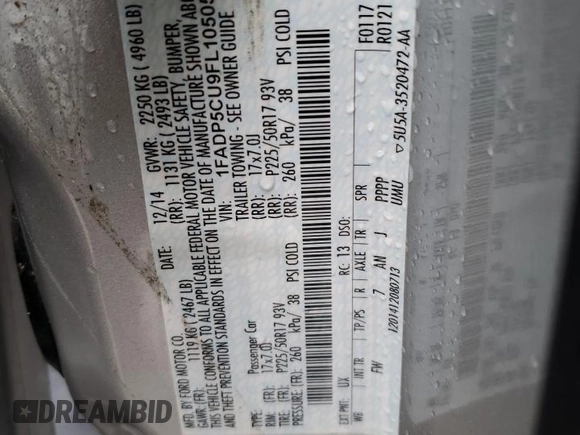 MFD. BY FORD MOTOR CO.
DATE: 12/14 GVWR: 2250 KG ( 4960 LB)
GAWR: (FR): 1119 KG ( 2467 LB) (RR): 1131 KG ( 2493 LB)
THIS VEHICLE CONFORMS TO ALL APPLICABLE FEDERAL MOTOR VEHICLE SAFETY, BUMPER,
AND THEFT PREVENTION STANDARDS IN EFFECT ON THE DATE OF MANUFACTURE SHOWN ABO
VIN: 1FADP5CU9FL10505
TYPE: Passenger Car TRAILER TOWING - SEE OWNER GUIDE
RIM: (FR): 17x7.0J (RR): 17x7.0J
TIRE: (FR): P225/50R17 93V (RR): P225/50R17 93V
PRESSURE: (FR): 260 kPa/ 38 PSI COLD (RR): 260 kPa/ 38 PSI COLD
EXT PNT: UX RC: 13 DSO: F0117
R0121
WB INT TR TP/PS R AXLE TR SPR
FW 7 AN J PPPP
UMU
1201412080713
5U5A-3520472-AA
DREAMBID